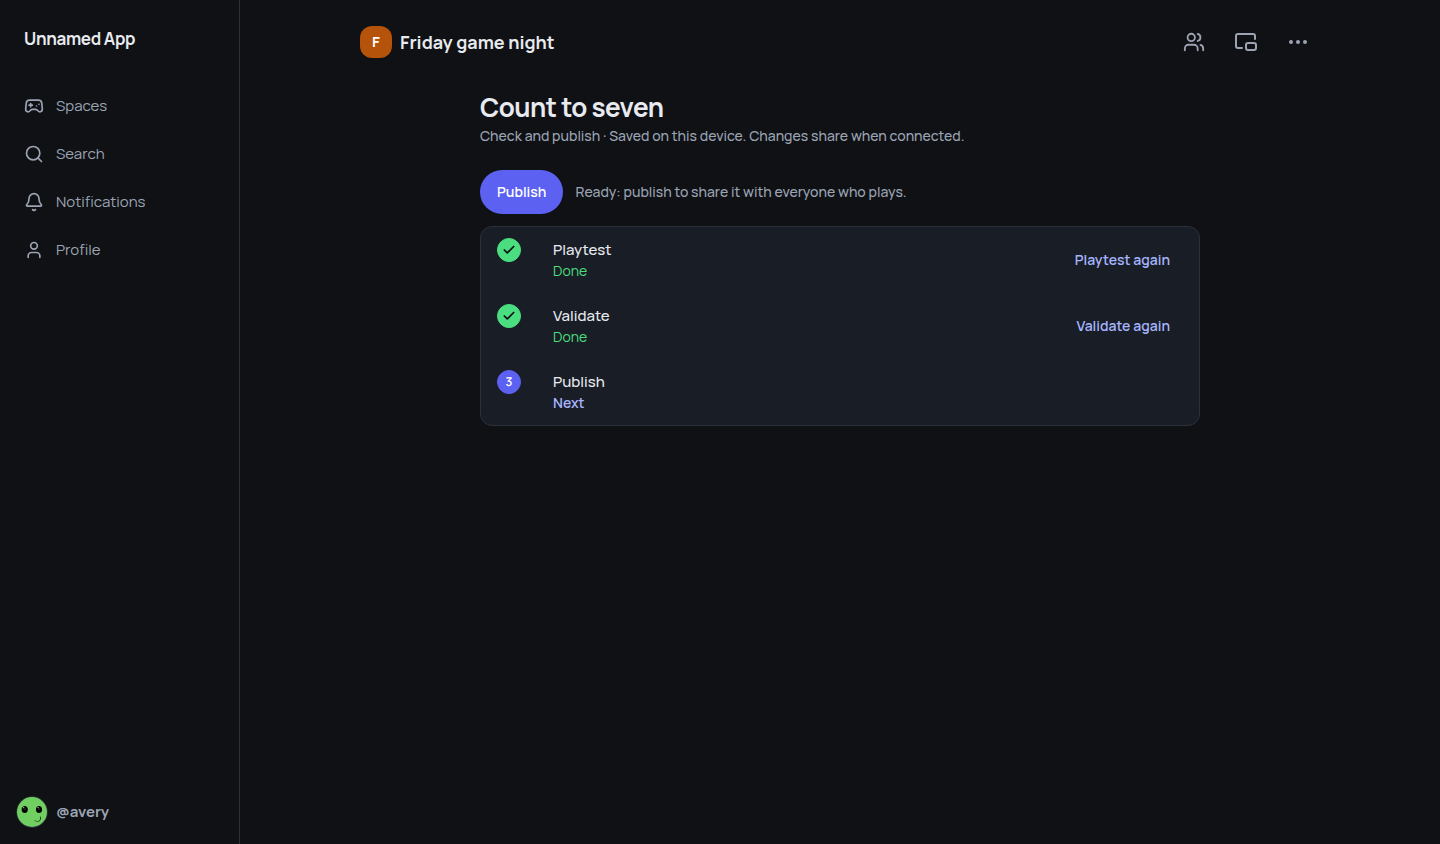 Unnamed App
Spaces
Search
Notifications
Profile
@avery
F Friday game night
Count to seven
Check and publish · Saved on this device. Changes share when connected.
Publish Ready: publish to share it with everyone who plays.
Playtest
Done
Playtest again
Validate
Done
Validate again
3 Publish
Next